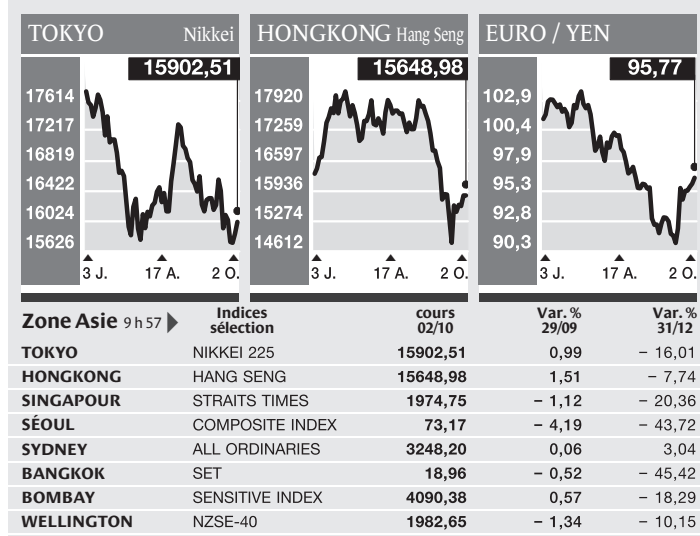 TOKYO Nikkei
15902,51
17614
17217
16819
16422
16024
15626
3 J. 17 A. 2 O.
HONGKONG Hang Seng
15648,98
17920
17259
16597
15936
15274
14612
3 J. 17 A. 2 O.
EURO / YEN
95,77
102,9
100,4
97,9
95,3
92,8
90,3
3 J. 17 A. 2 O.
Zone Asie 9 h 57 Indices sélection cours 02/10 Var. % 29/09 Var. % 31/12
TOKYO NIKKEI 225 15902,51 0,99 – 16,01
HONGKONG HANG SENG 15648,98 1,51 – 7,74
SINGAPOUR STRAITS TIMES 1974,75 – 1,12 – 20,36
SÉOUL COMPOSITE INDEX 73,17 – 4,19 – 43,72
SYDNEY ALL ORDINARIES 3248,20 0,06 3,04
BANGKOK SET 18,96 – 0,52 – 45,42
BOMBAY SENSITIVE INDEX 4090,38 0,57 – 18,29
WELLINGTON NZSE-40 1982,65 – 1,34 – 10,15